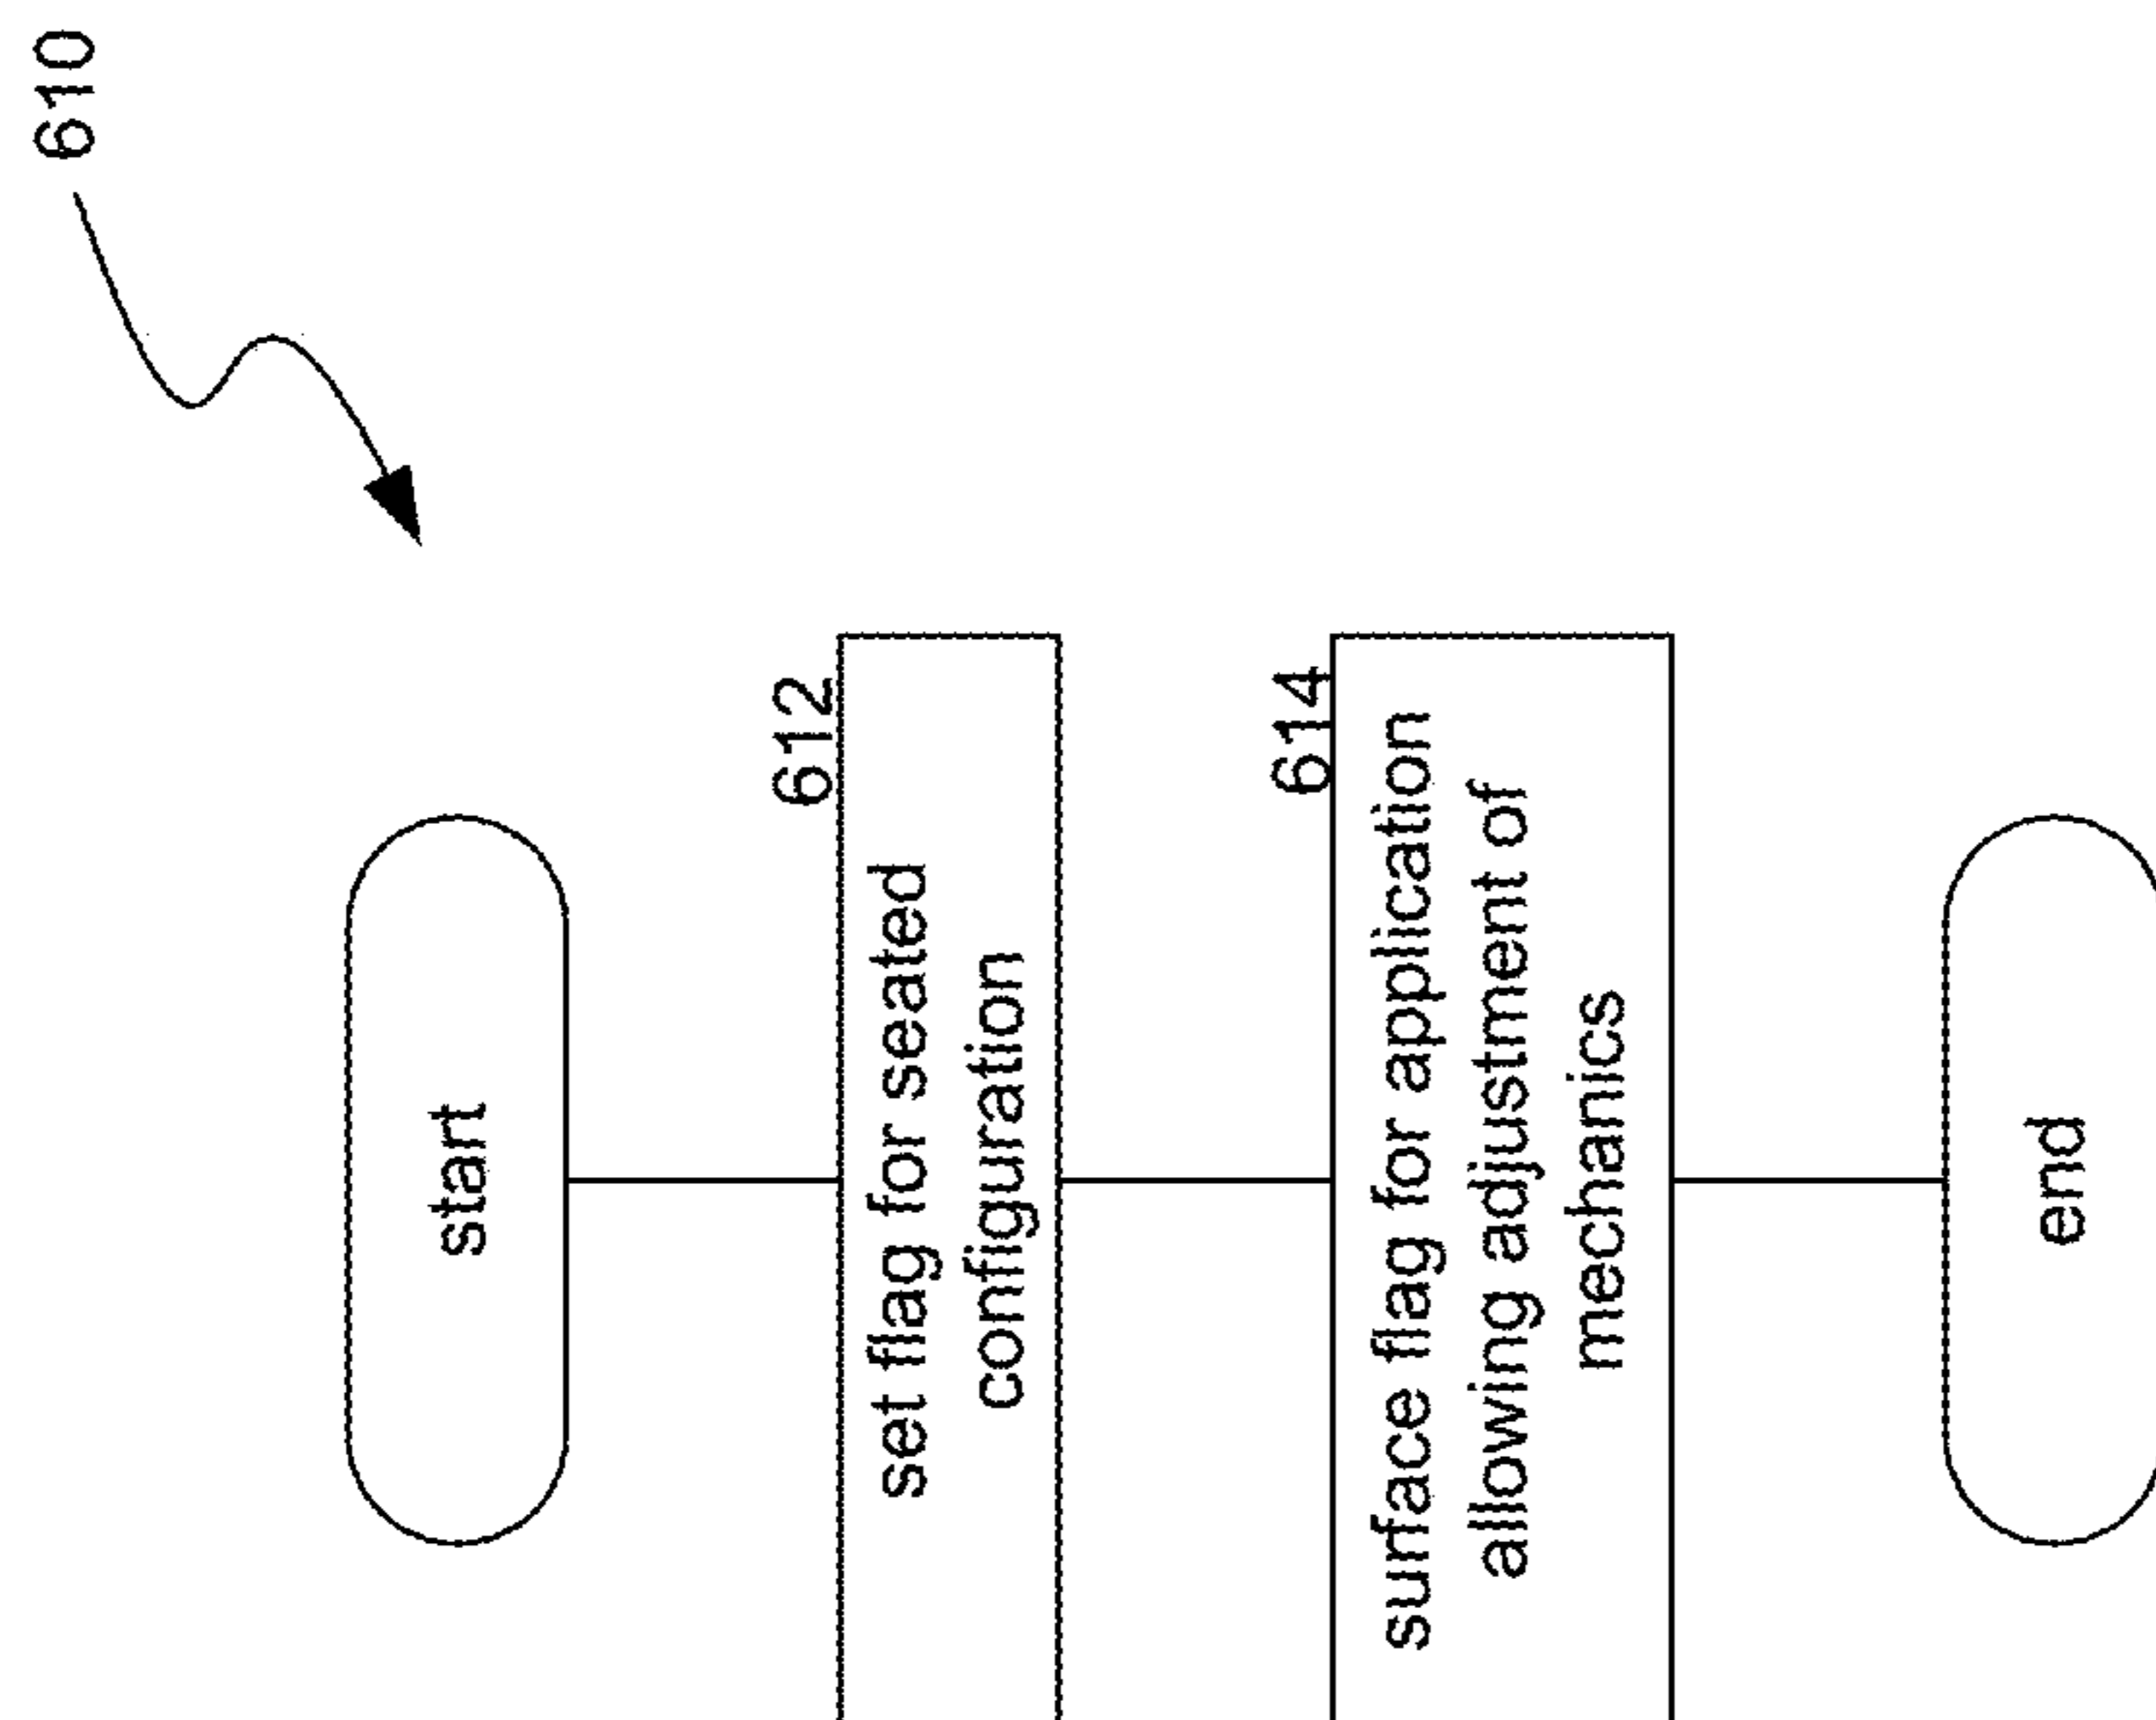 610
start
612
set flag for seated
configuration
614
surface flag for application
allowing adjustment of
mechanics
end